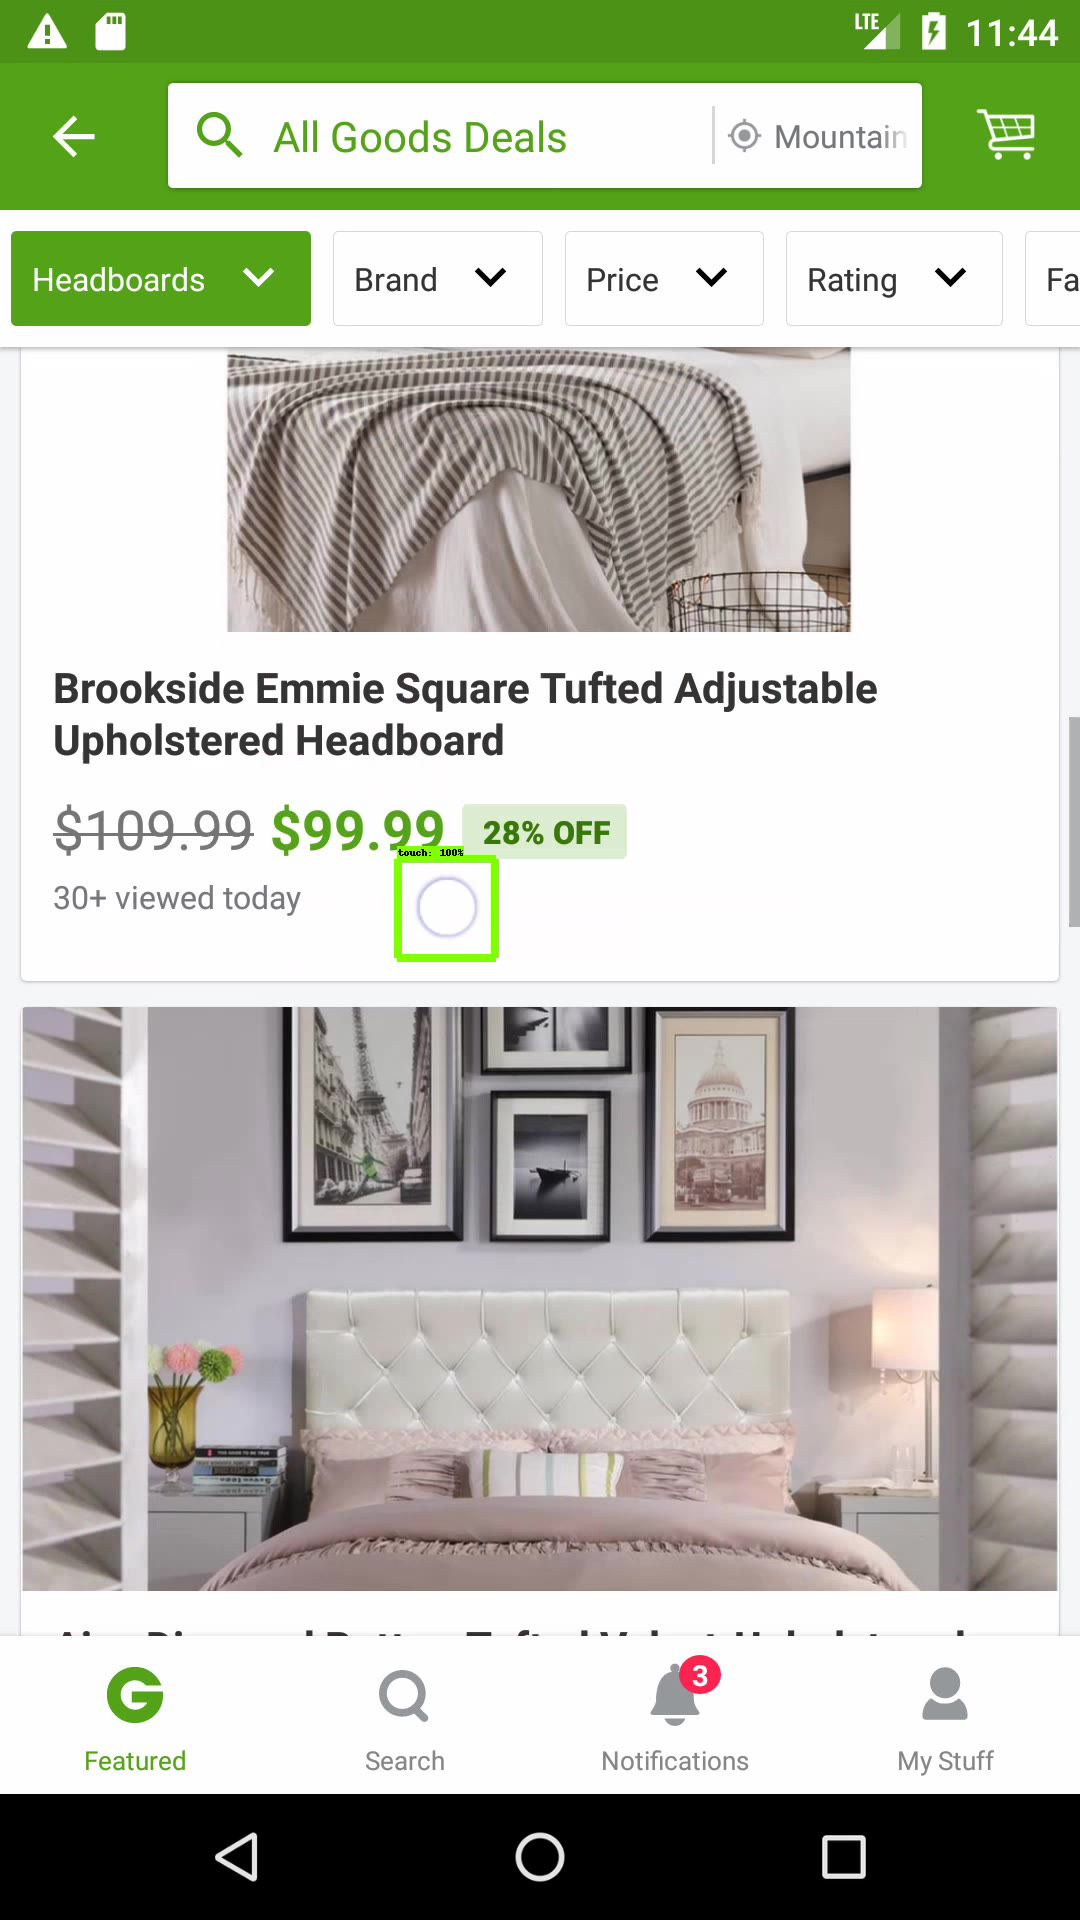 LTE 11:44
All Goods Deals Mountain
Headboards Brand Price Rating Fa
Brookside Emmie Square Tufted Adjustable
Upholstered Headboard
$109.99 $99.99 28% OFF
touch: 100%
30+ viewed today
3
Featured Search Notifications My Stuff